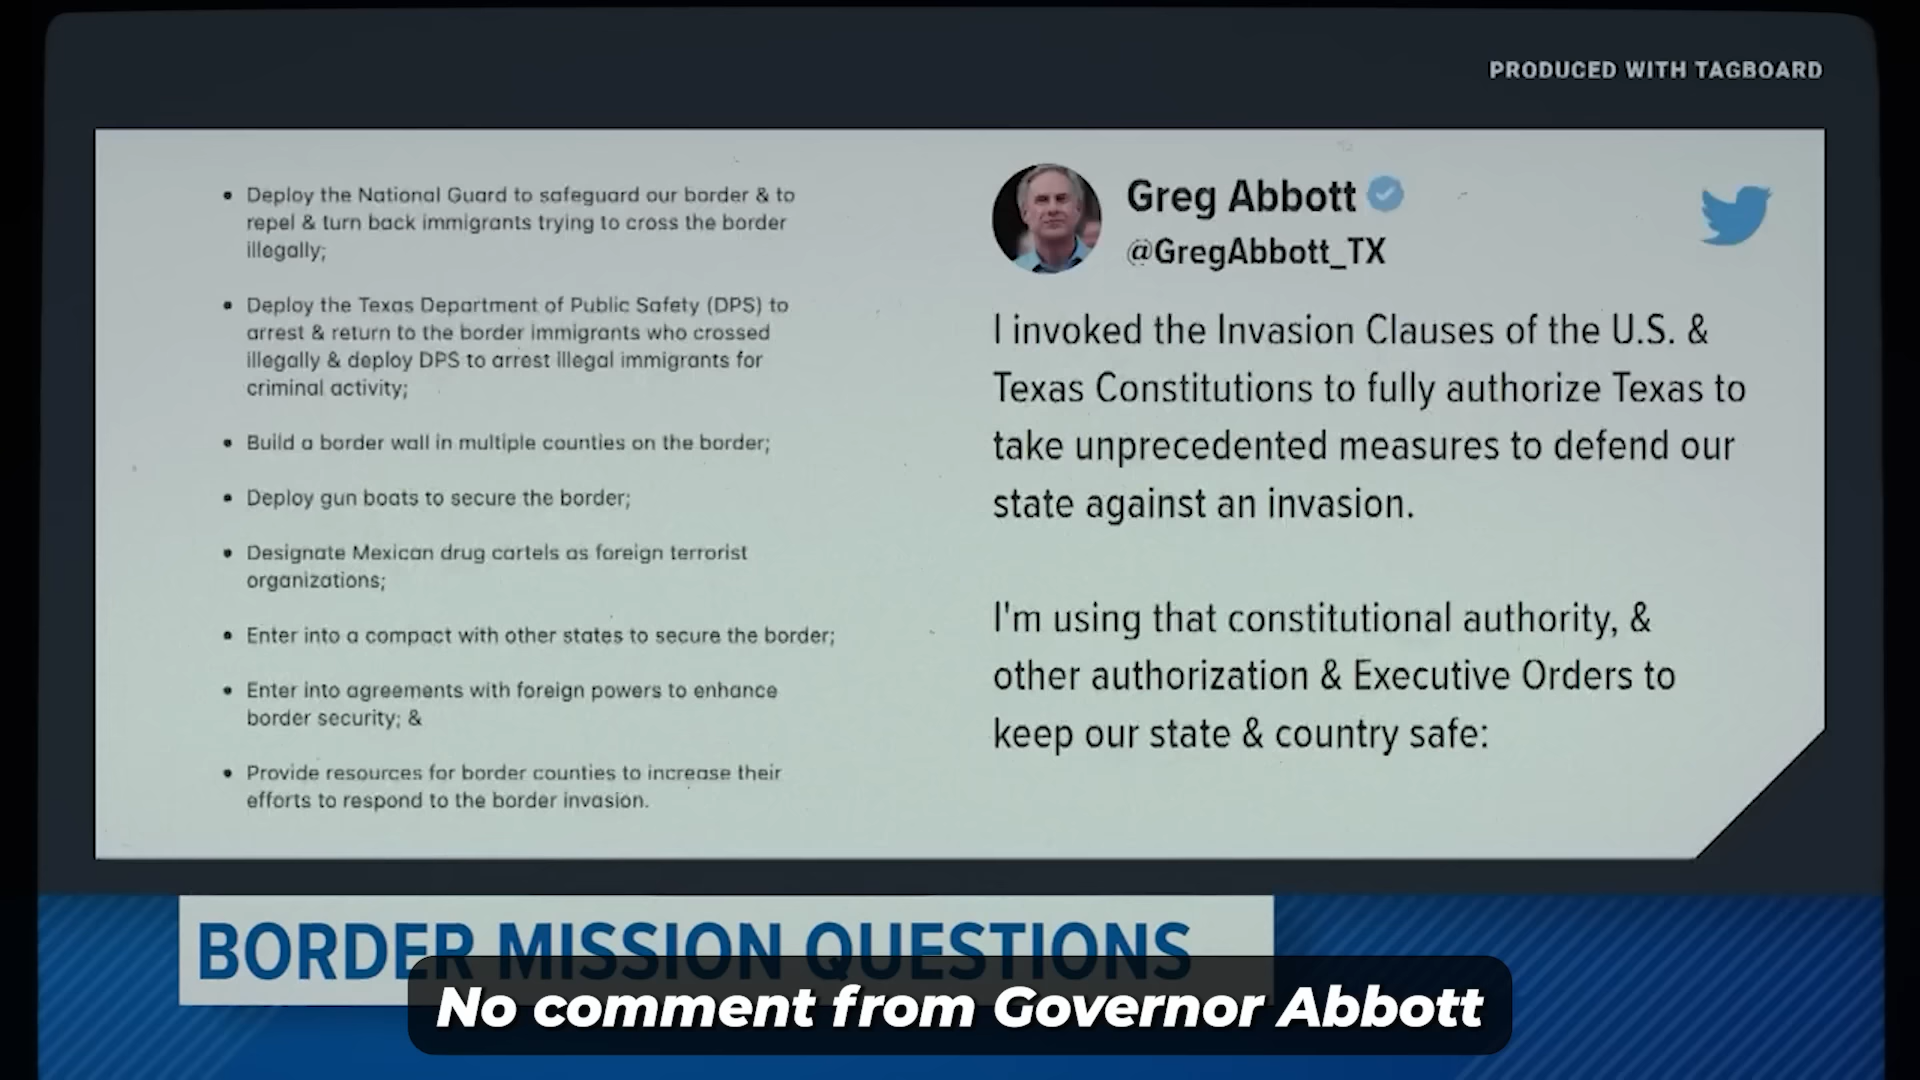 PRODUCED WITH TAGBOARD
• Deploy the National Guard to safeguard our border & to
repel & turn back immigrants trying to cross the border
illegally;
• Deploy the Texas Department of Public Safety (DPS) to
arrest & return to the border immigrants who crossed
illegally & deploy DPS to arrest illegal immigrants for
criminal activity;
• Build a border wall in multiple counties on the border;
• Deploy gun boats to secure the border;
• Designate Mexican drug cartels as foreign terrorist
organizations;
• Enter into a compact with other states to secure the border;
• Enter into agreements with foreign powers to enhance
border security; &
• Provide resources for border counties to increase their
efforts to respond to the border invasion.
Greg Abbott
@GregAbbott_TX
I invoked the Invasion Clauses of the U.S. &
Texas Constitutions to fully authorize Texas to
take unprecedented measures to defend our
state against an invasion.
I'm using that constitutional authority, &
other authorization & Executive Orders to
keep our state & country safe:
BORDER MISSION QUESTIONS
No comment from Governor Abbott